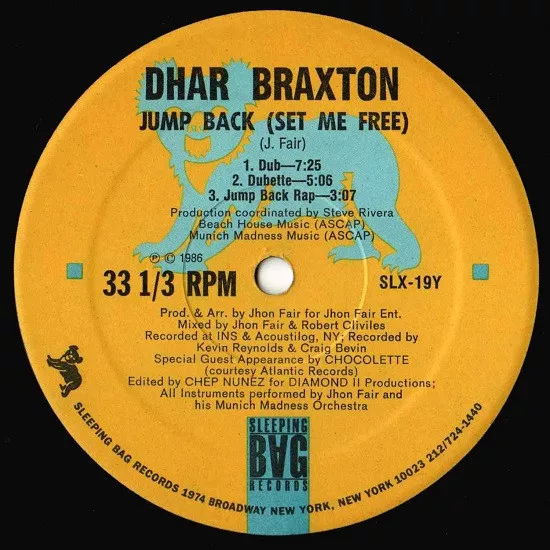 DHAR BRAXTON
JUMP BACK (SET ME FREE)
(J. Fair)
1. Dub—7:25
2. Dubette—5:06
3. Jump Back Rap—3:07
Production coordinated by Steve Rivera
Beach House Music (ASCAP)
Munich Madness Music (ASCAP)
℗ © 1986
33 1/3 RPM
SLX-19Y
Prod. & Arr. by Jhon Fair for Jhon Fair Ent.
Mixed by Jhon Fair & Robert Cliviles
Recorded at INS & Acoustilog, NY; Recorded by
Kevin Reynolds & Craig Bevin
Special Guest Appearance by CHOCOLETTE
(courtesy Atlantic Records)
Edited by CHEP NUNEZ for DIAMOND II Productions;
All Instruments performed by Jhon Fair and
his Munich Madness Orchestra
SLEEPING
BAG
RECORDS
SLEEPING BAG RECORDS 1974 BROADWAY NEW YORK, NEW YORK 10023 212/724-1440